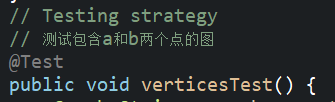 // Testing strategy
// 测试包含a和b两个点的图
@Test
public void verticesTest() {